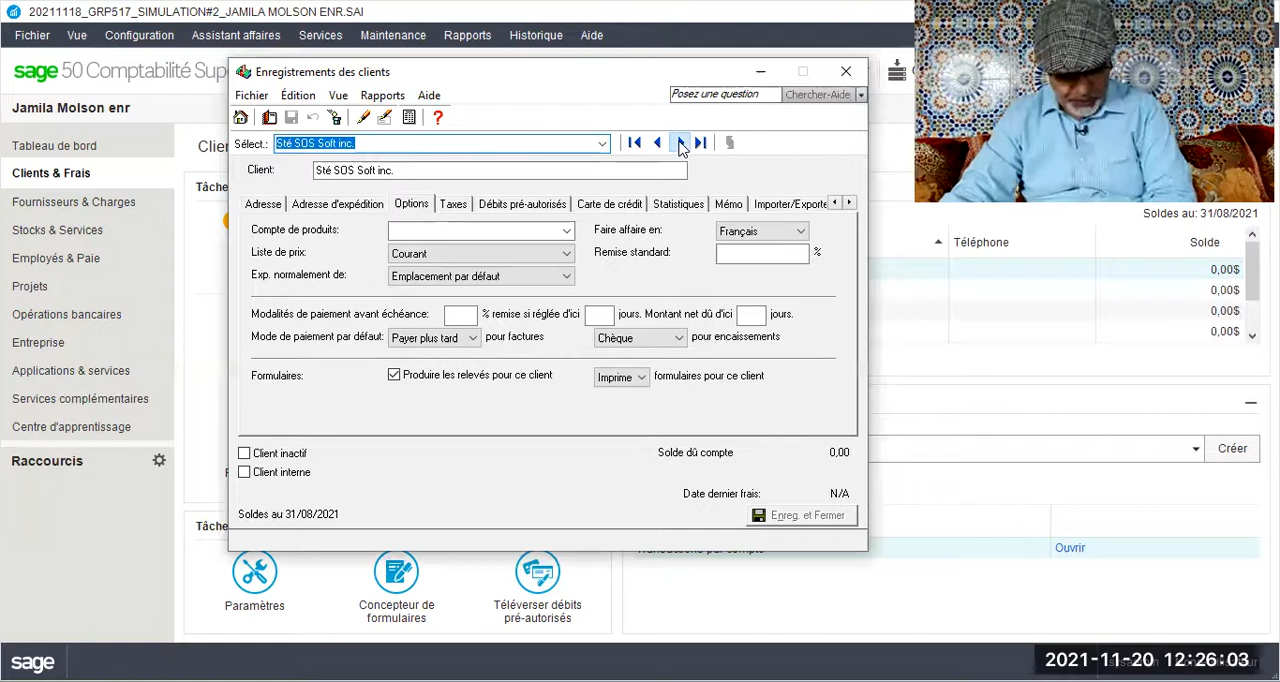 20211118_GRP517_SIMULATION#2_JAMILA MOLSON ENR.SAI
Fichier Vue Configuration Assistant affaires Services Maintenance Rapports Historique Aide
sage 50 Comptabilité Sup
Jamila Molson enr
Tableau de bord
Clients & Frais
Fournisseurs & Charges
Stocks & Services
Employés & Paie
Projets
Opérations bancaires
Entreprise
Applications & services
Services complémentaires
Centre d'apprentissage
Raccourcis
Enregistrements des clients
Fichier Édition Vue Rapports Aide
Posez une question Chercher-Aide
Sélect.: Sté SOS Soft inc.
Client: Sté SOS Soft inc.
Adresse Adresse d'expédition Options Taxes Débits pré-autorisés Carte de crédit Statistiques Mémo Importer/Exporte
Compte de produits: Faire affaire en: Français
Liste de prix: Courant Remise standard: %
Exp. normalement de: Emplacement par défaut
Modalités de paiement avant échéance: % remise si réglée d'ici jours. Montant net dû d'ici jours.
Mode de paiement par défaut: Payer plus tard pour factures Chèque pour encaissements
Formulaires: Produire les relevés pour ce client Imprime formulaires pour ce client
Client inactif Solde dû compte 0,00
Client interne
Date dernier frais: N/A
Soldes au 31/08/2021 Enreg. et Fermer
Soldes au: 31/08/2021
Téléphone Solde
0,00$
0,00$
0,00$
0,00$
Créer
Ouvrir
Tâche
Tâche
Paramètres
Concepteur de formulaires
Téléverser débits pré-autorisés
sage
2021-11-20 12:26:03